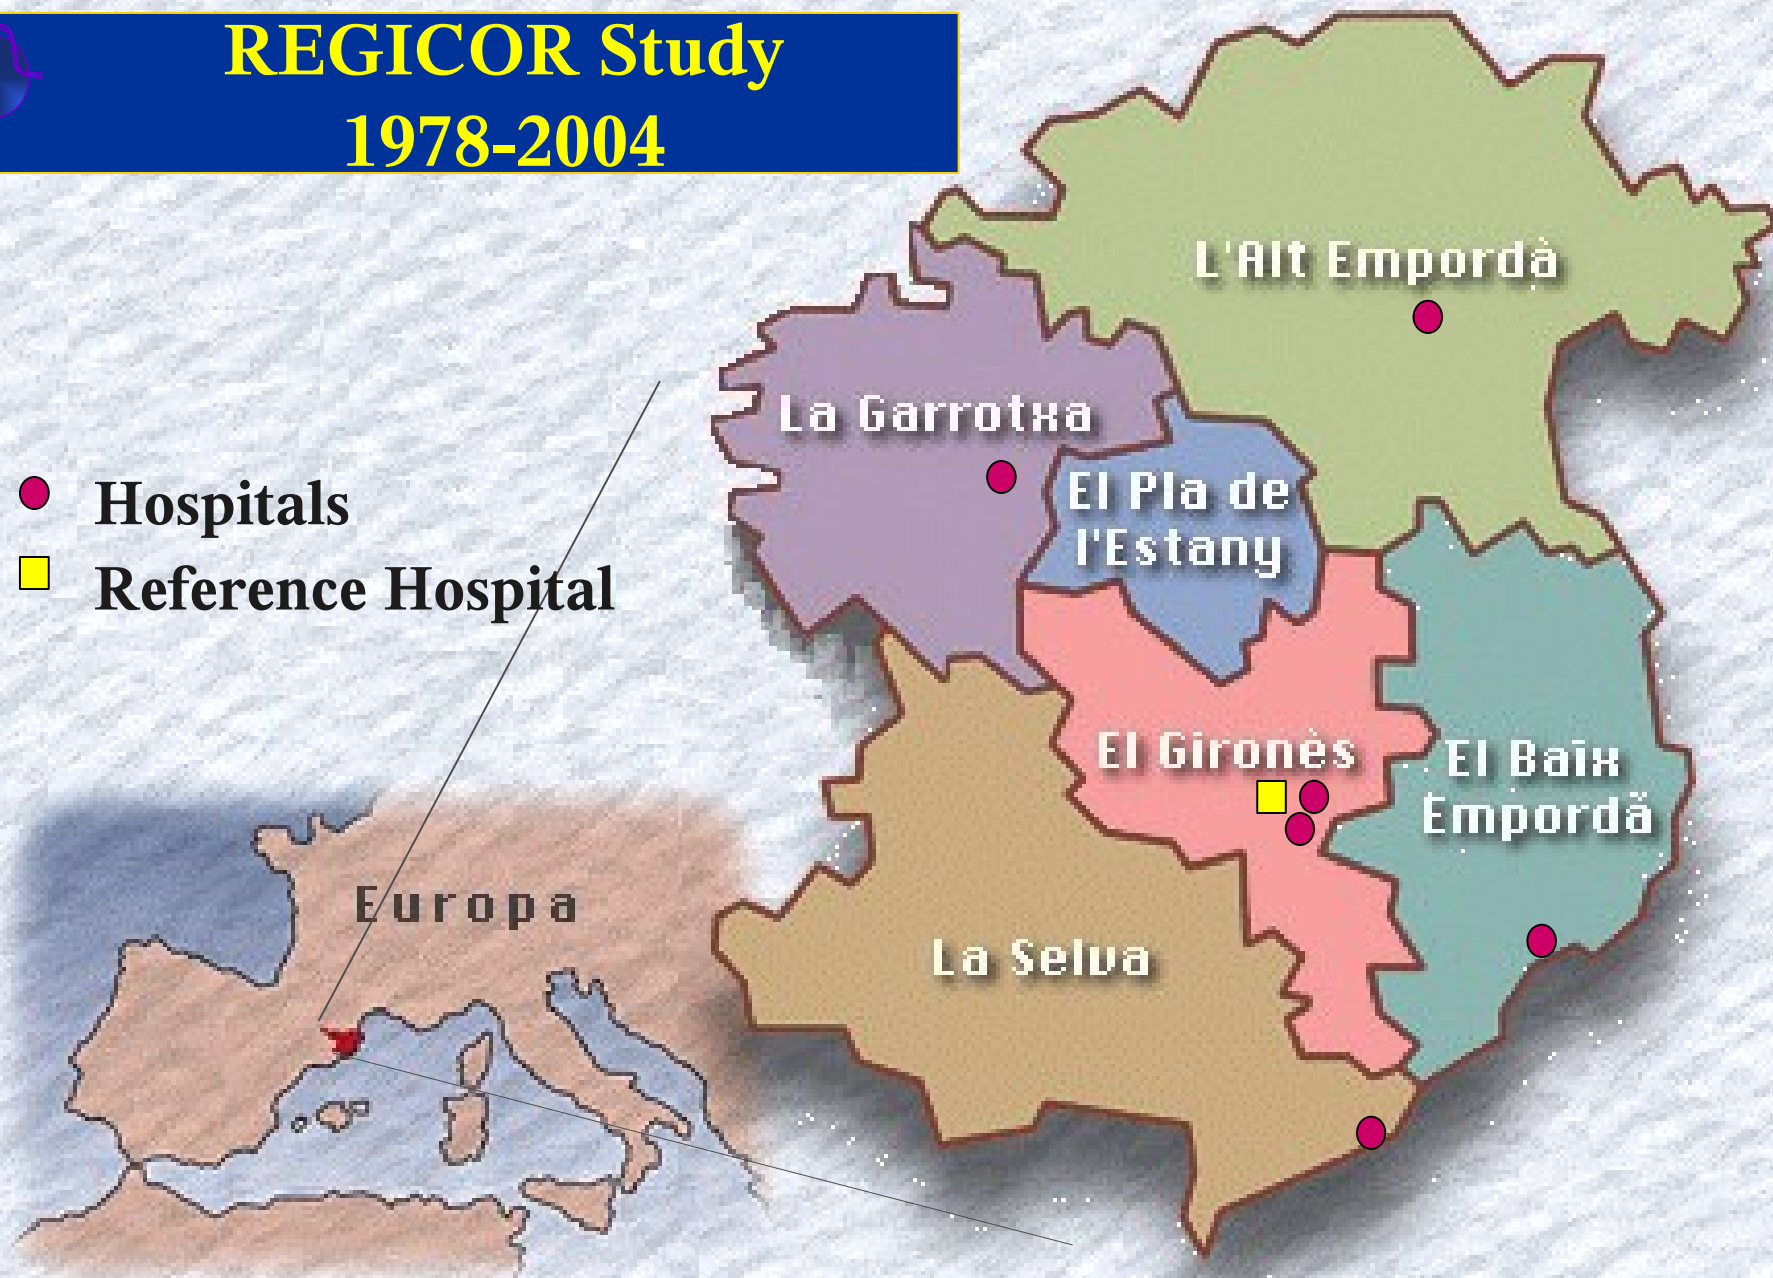 REGICOR Study
1978-2004
L'Alt Empordà
La Garrotxa
El Pla de
l'Estany
Hospitals
Reference Hospital
El Gironès
El Baix
Empordã
Europa
La Selva